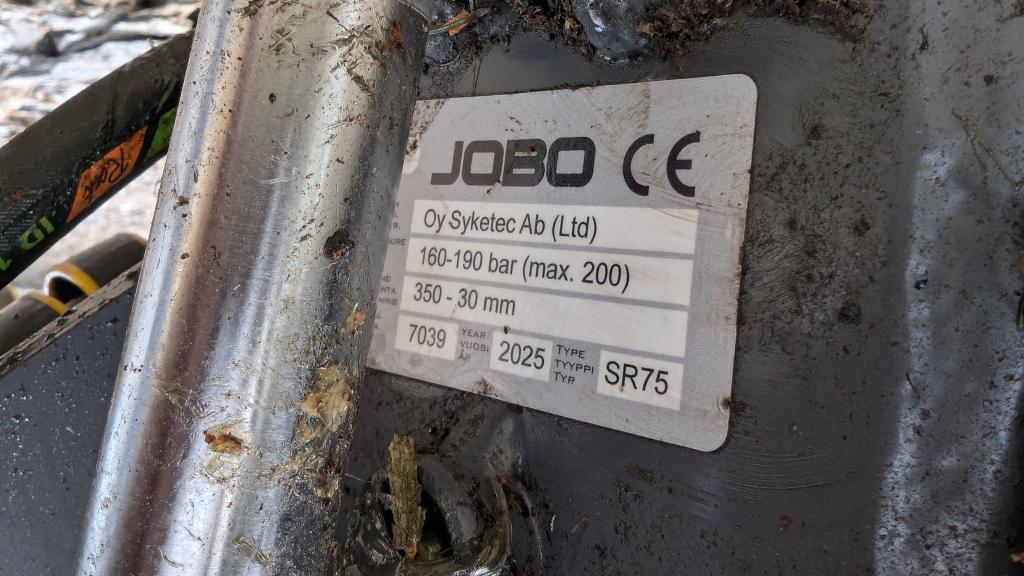 JOBO CE
R. Oy Syketec Ab (Ltd)
URE 160-190 bar (max. 200)
350 - 30 mm
7039 YEAR VUOSI ÅR 2025 TYPE TYYPPI TYP SR75
Rock